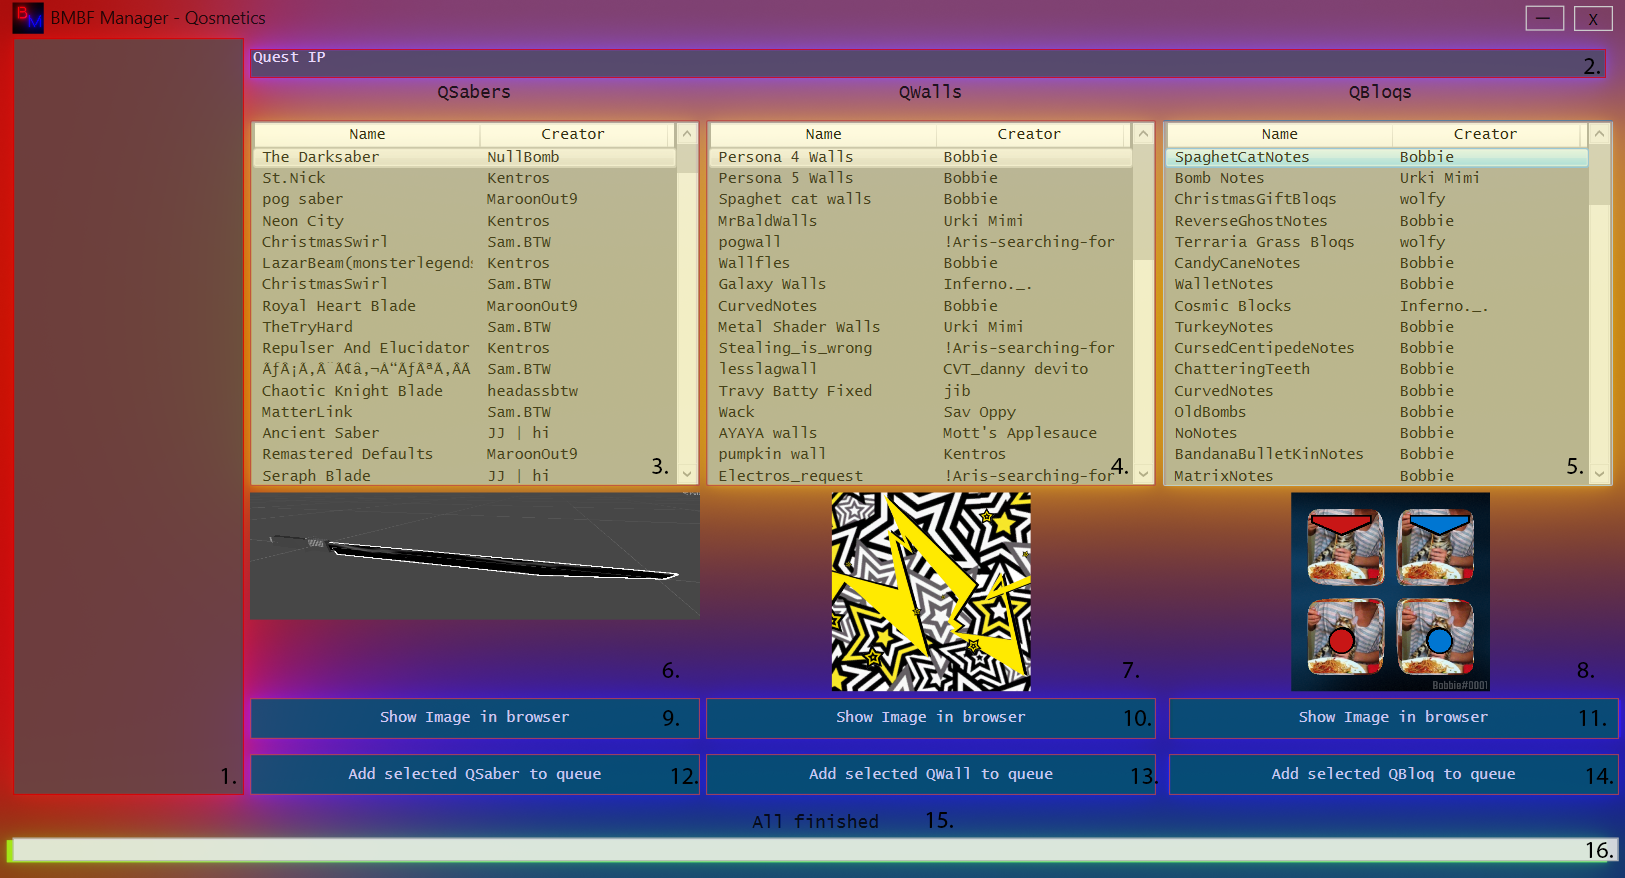 BM BMBF Manager - Qosmetics — X
Quest IP 2.
QSabers QWalls QBloqs
Name Creator Name Creator Name Creator
The Darksaber NullBomb Persona 4 Walls Bobbie SpaghetCatNotes Bobbie
St.Nick Kentros Persona 5 Walls Bobbie Bomb Notes Urki Mimi
pog saber MaroonOut9 Spaghet cat walls Bobbie ChristmasGiftBloqs wolfy
Neon City Kentros MrBaldWalls Urki Mimi ReverseGhostNotes Bobbie
ChristmasSwirl Sam.BTW pogwall !Aris-searching-for Terraria Grass Bloqs wolfy
LazarBeam(monsterlegends Kentros Wallfles Bobbie CandyCaneNotes Bobbie
ChristmasSwirl Sam.BTW Galaxy Walls Inferno._. WalletNotes Bobbie
Royal Heart Blade MaroonOut9 CurvedNotes Bobbie Cosmic Blocks Inferno._.
TheTryHard Sam.BTW Metal Shader Walls Urki Mimi TurkeyNotes Bobbie
Repulser And Elucidator Kentros Stealing_is_wrong !Aris-searching-for CursedCentipedeNotes Bobbie
Sam.BTW lesslagwall CVT_danny devito ChatteringTeeth Bobbie
Chaotic Knight Blade headassbtw Travy Batty Fixed jib CurvedNotes Bobbie
MatterLink Sam.BTW Wack Sav Oppy OldBombs Bobbie
Ancient Saber JJ | hi AYAYA walls Mott's Applesauce NoNotes Bobbie
Remastered Defaults MaroonOut9 pumpkin wall Kentros BandanaBulletKinNotes Bobbie
Seraph Blade JJ | hi 3. Electros_request !Aris-searching-for 4. MatrixNotes Bobbie 5.
6. 7. 8.
Bobbie#0001
Show Image in browser 9. Show Image in browser 10. Show Image in browser 11.
1. Add selected QSaber to queue 12. Add selected QWall to queue 13. Add selected QBloq to queue 14.
All finished 15.
16.